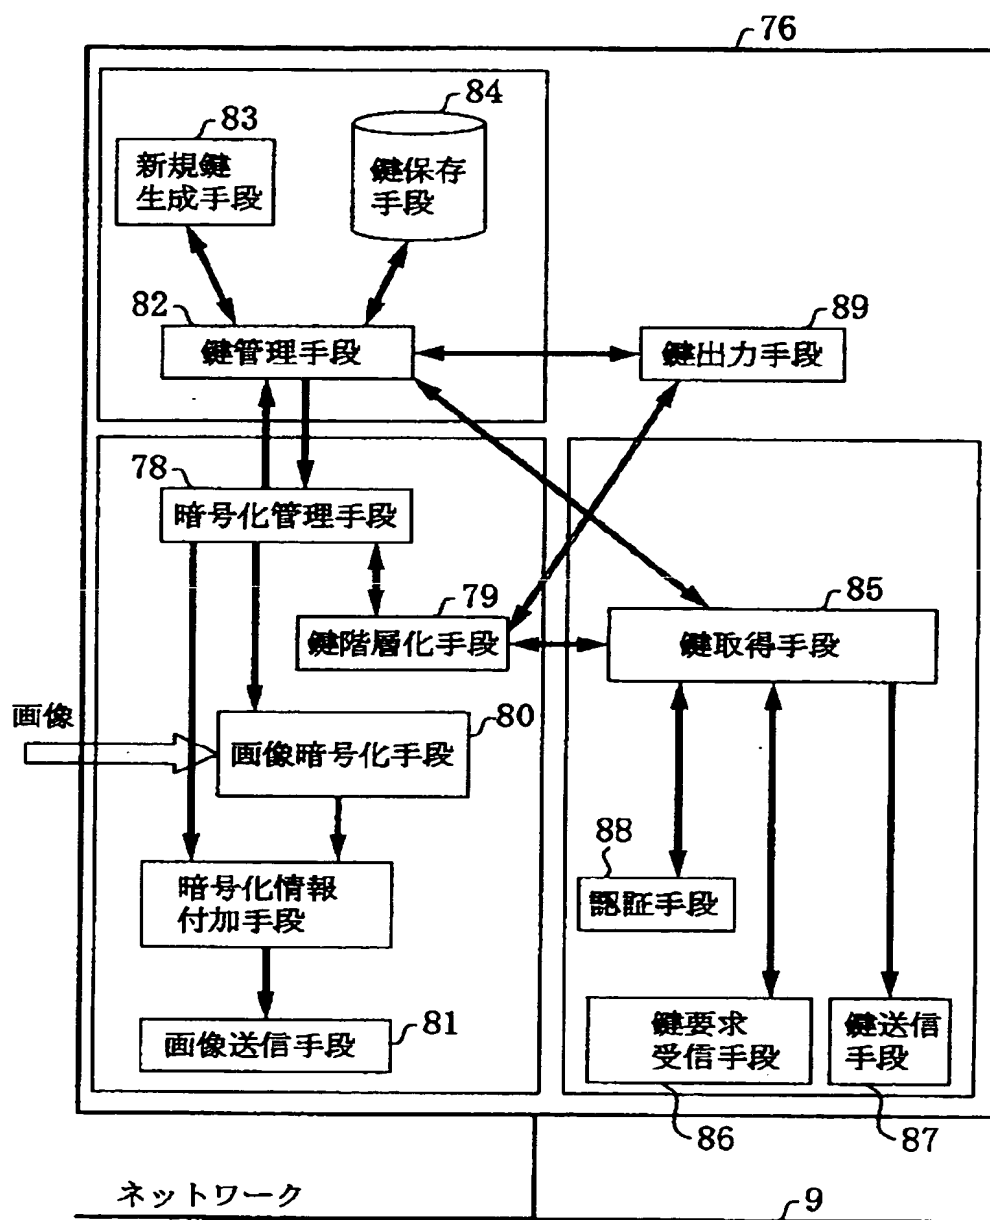 76
83
新規鍵
生成手段
84
鍵保存
手段
82
鍵管理手段
89
鍵出力手段
78
暗号化管理手段
79
鍵階層化手段
85
鍵取得手段
画像
80
画像暗号化手段
88
認証手段
暗号化情報
付加手段
画像送信手段
81
鍵要求
受信手段
鍵送信
手段
86
87
ネットワーク
9